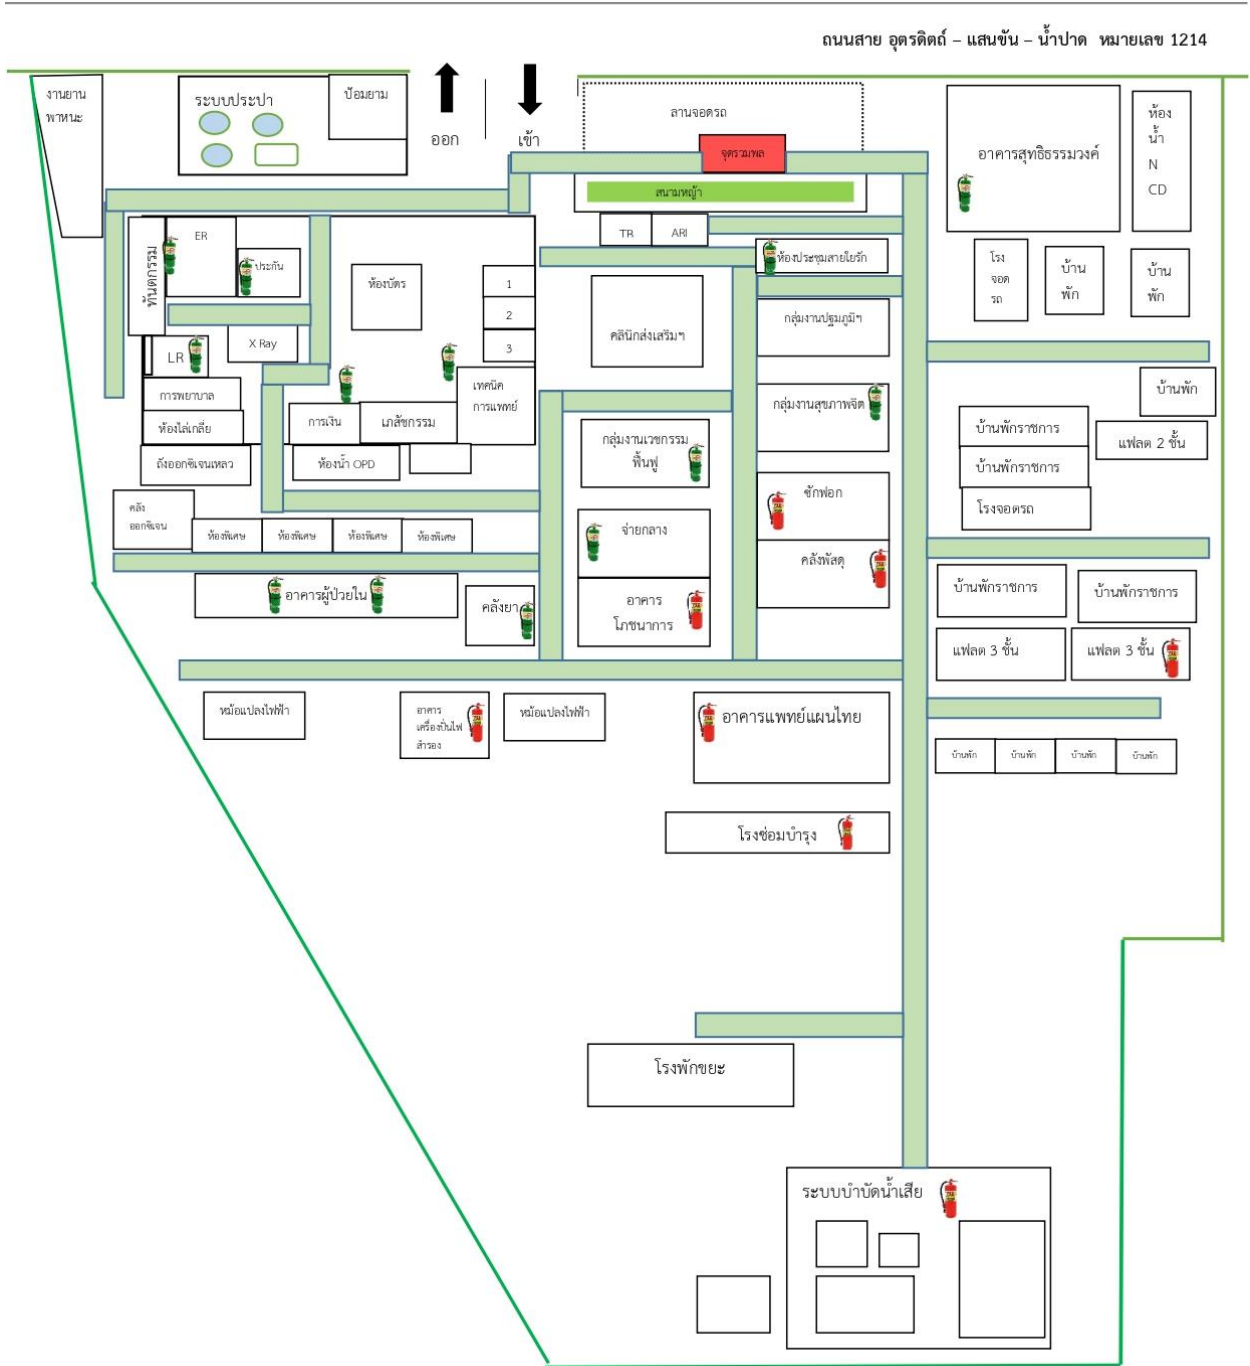 ถนนสาย อุตรดิตถ์ – แสนขัน – น้ำปาด หมายเลข 1214
งานยาน
พาหนะ
ระบบประปา
ป้อมยาม
ออก
เข้า
ลานจอดรถ
จุดรวมพล
สนามหญ้า
อาคารสุทธิธรรมวงค์
ห้อง
น้ำ
N
CD
ทันตกรรม
ER
ประกัน
ห้องบัตร
1
2
3
TB
ARI
ห้องประชุมสายใยรัก
โรง
จอด
รถ
บ้าน
พัก
บ้าน
พัก
LR
X Ray
คลินิกส่งเสริมฯ
กลุ่มงานปฐมภูมิฯ
การพยาบาล
ห้องไล่เกลี่ย
การเงิน
เภสัชกรรม
เทคนิค
การแพทย์
กลุ่มงานสุขภาพจิต
บ้านพัก
บ้านพักราชการ
แฟลต 2 ชั้น
บ้านพักราชการ
โรงจอดรถ
ถังออกซิเจนเหลว
ห้องน้ำ OPD
กลุ่มงานเวชกรรม
ฟื้นฟู
ซักฟอก
คลัง
ออกซิเจน
ห้องพิเศษ
ห้องพิเศษ
ห้องพิเศษ
ห้องพิเศษ
จ่ายกลาง
คลังพัสดุ
อาคารผู้ป่วยใน
คลังยา
อาคาร
โภชนาการ
บ้านพักราชการ
บ้านพักราชการ
แฟลต 3 ชั้น
แฟลต 3 ชั้น
หม้อแปลงไฟฟ้า
อาคาร
เครื่องปั่นไฟ
สำรอง
หม้อแปลงไฟฟ้า
อาคารแพทย์แผนไทย
บ้านพัก
บ้านพัก
บ้านพัก
บ้านพัก
โรงซ่อมบำรุง
โรงพักขยะ
ระบบบำบัดน้ำเสีย